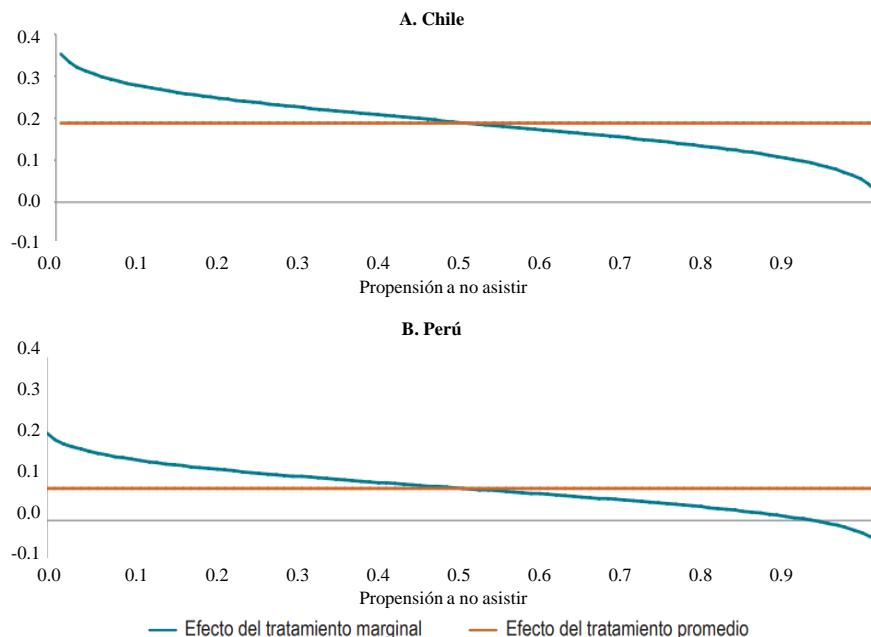 A. Chile
0.4
0.3
0.2
0.1
0.0
-0.1
0.0 0.1 0.2 0.3 0.4 0.5 0.6 0.7 0.8 0.9
Propensión a no asistir
B. Perú
0.4
0.3
0.2
0.1
0.0
-0.1
0.0 0.1 0.2 0.3 0.4 0.5 0.6 0.7 0.8 0.9
Propensión a no asistir
Efecto del tratamiento marginal Efecto del tratamiento promedio